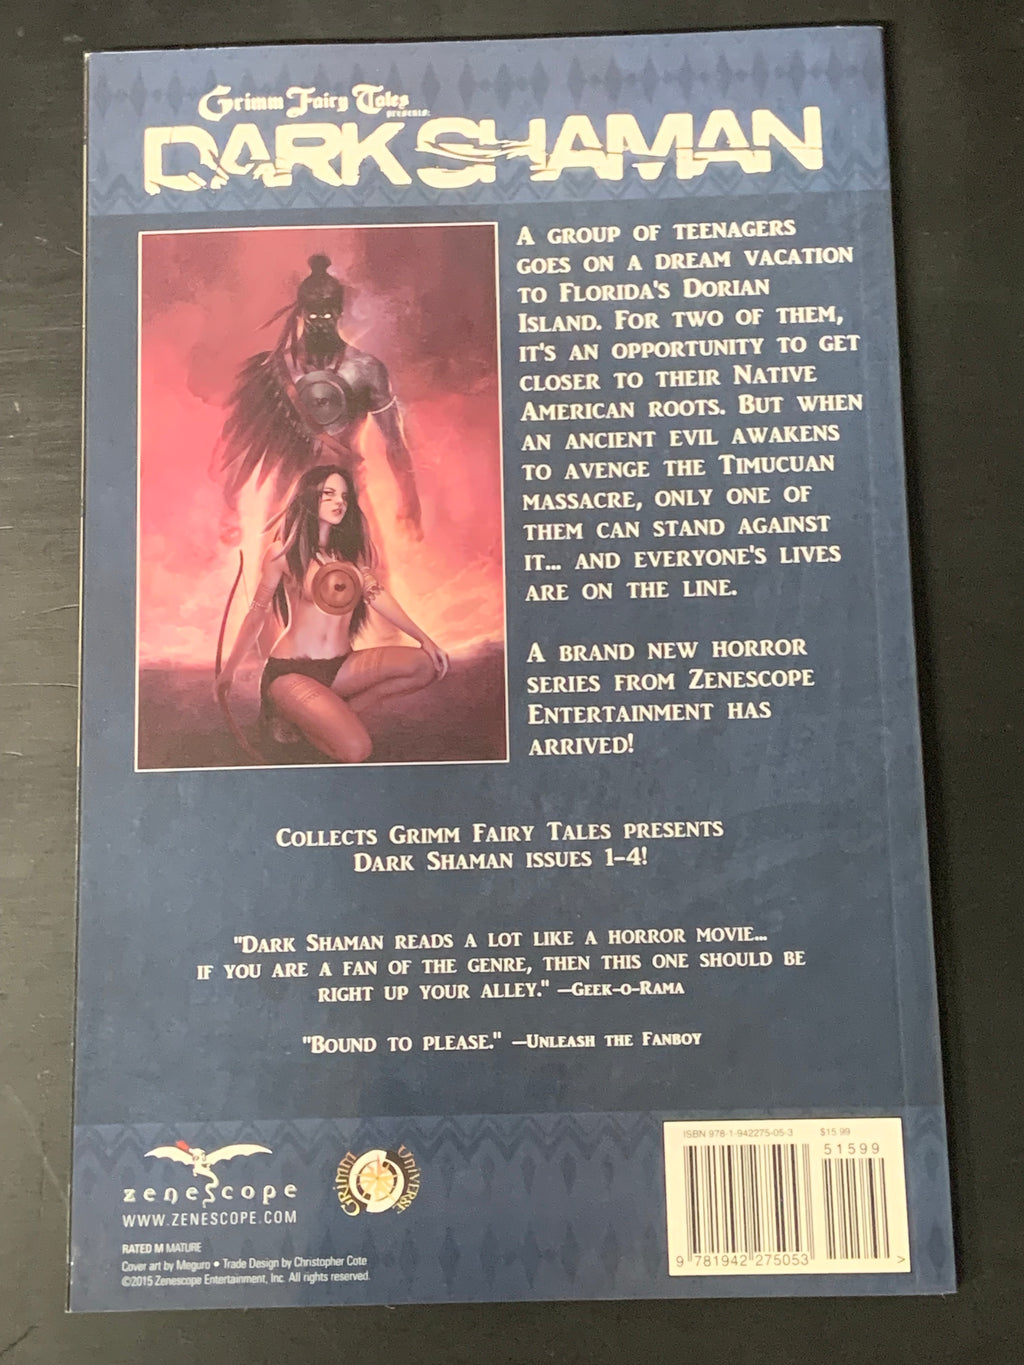 Grimm Fairy Tales
presents:
DARK SHAMAN
A GROUP OF TEENAGERS
GOES ON A DREAM VACATION
TO FLORIDA'S DORIAN
ISLAND. FOR TWO OF THEM,
IT'S AN OPPORTUNITY TO GET
CLOSER TO THEIR NATIVE
AMERICAN ROOTS. BUT WHEN
AN ANCIENT EVIL AWAKENS
TO AVENGE THE TIMUCUAN
MASSACRE, ONLY ONE OF
THEM CAN STAND AGAINST
IT... AND EVERYONE'S LIVES
ARE ON THE LINE.
A BRAND NEW HORROR
SERIES FROM ZENESCOPE
ENTERTAINMENT HAS
ARRIVED!
COLLECTS GRIMM FAIRY TALES PRESENTS
DARK SHAMAN ISSUES 1-4!
"DARK SHAMAN READS A LOT LIKE A HORROR MOVIE...
IF YOU ARE A FAN OF THE GENRE, THEN THIS ONE SHOULD BE
RIGHT UP YOUR ALLEY." —GEEK-O-RAMA
"BOUND TO PLEASE." —UNLEASH THE FANBOY
zenescope
WWW.ZENESCOPE.COM
GRIMM UNIVERSE
RATED M MATURE
Cover art by Meguro • Trade Design by Christopher Cote
©2015 Zenescope Entertainment, Inc. All rights reserved.
ISBN 978-1-942275-05-3 $15.99
51599
9 781942 275053 >